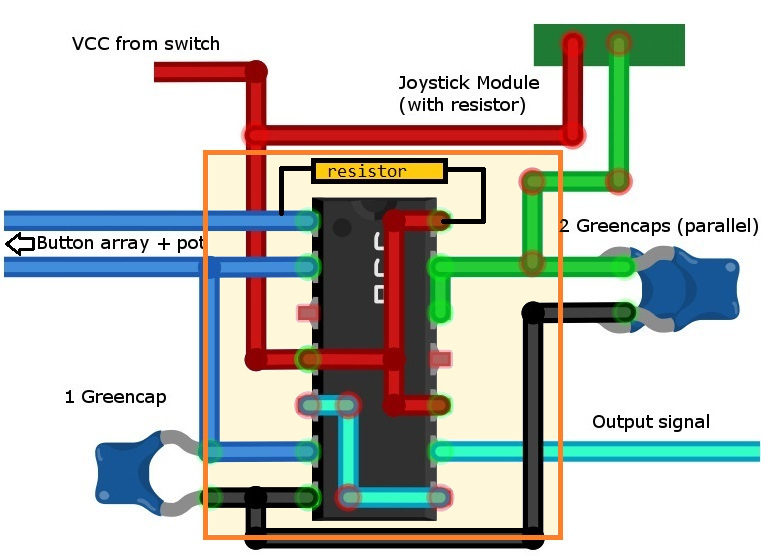 VCC from switch
Joystick Module
(with resistor)
resistor
2 Greencaps (parallel)
Button array + pot
1 Greencap
Output signal